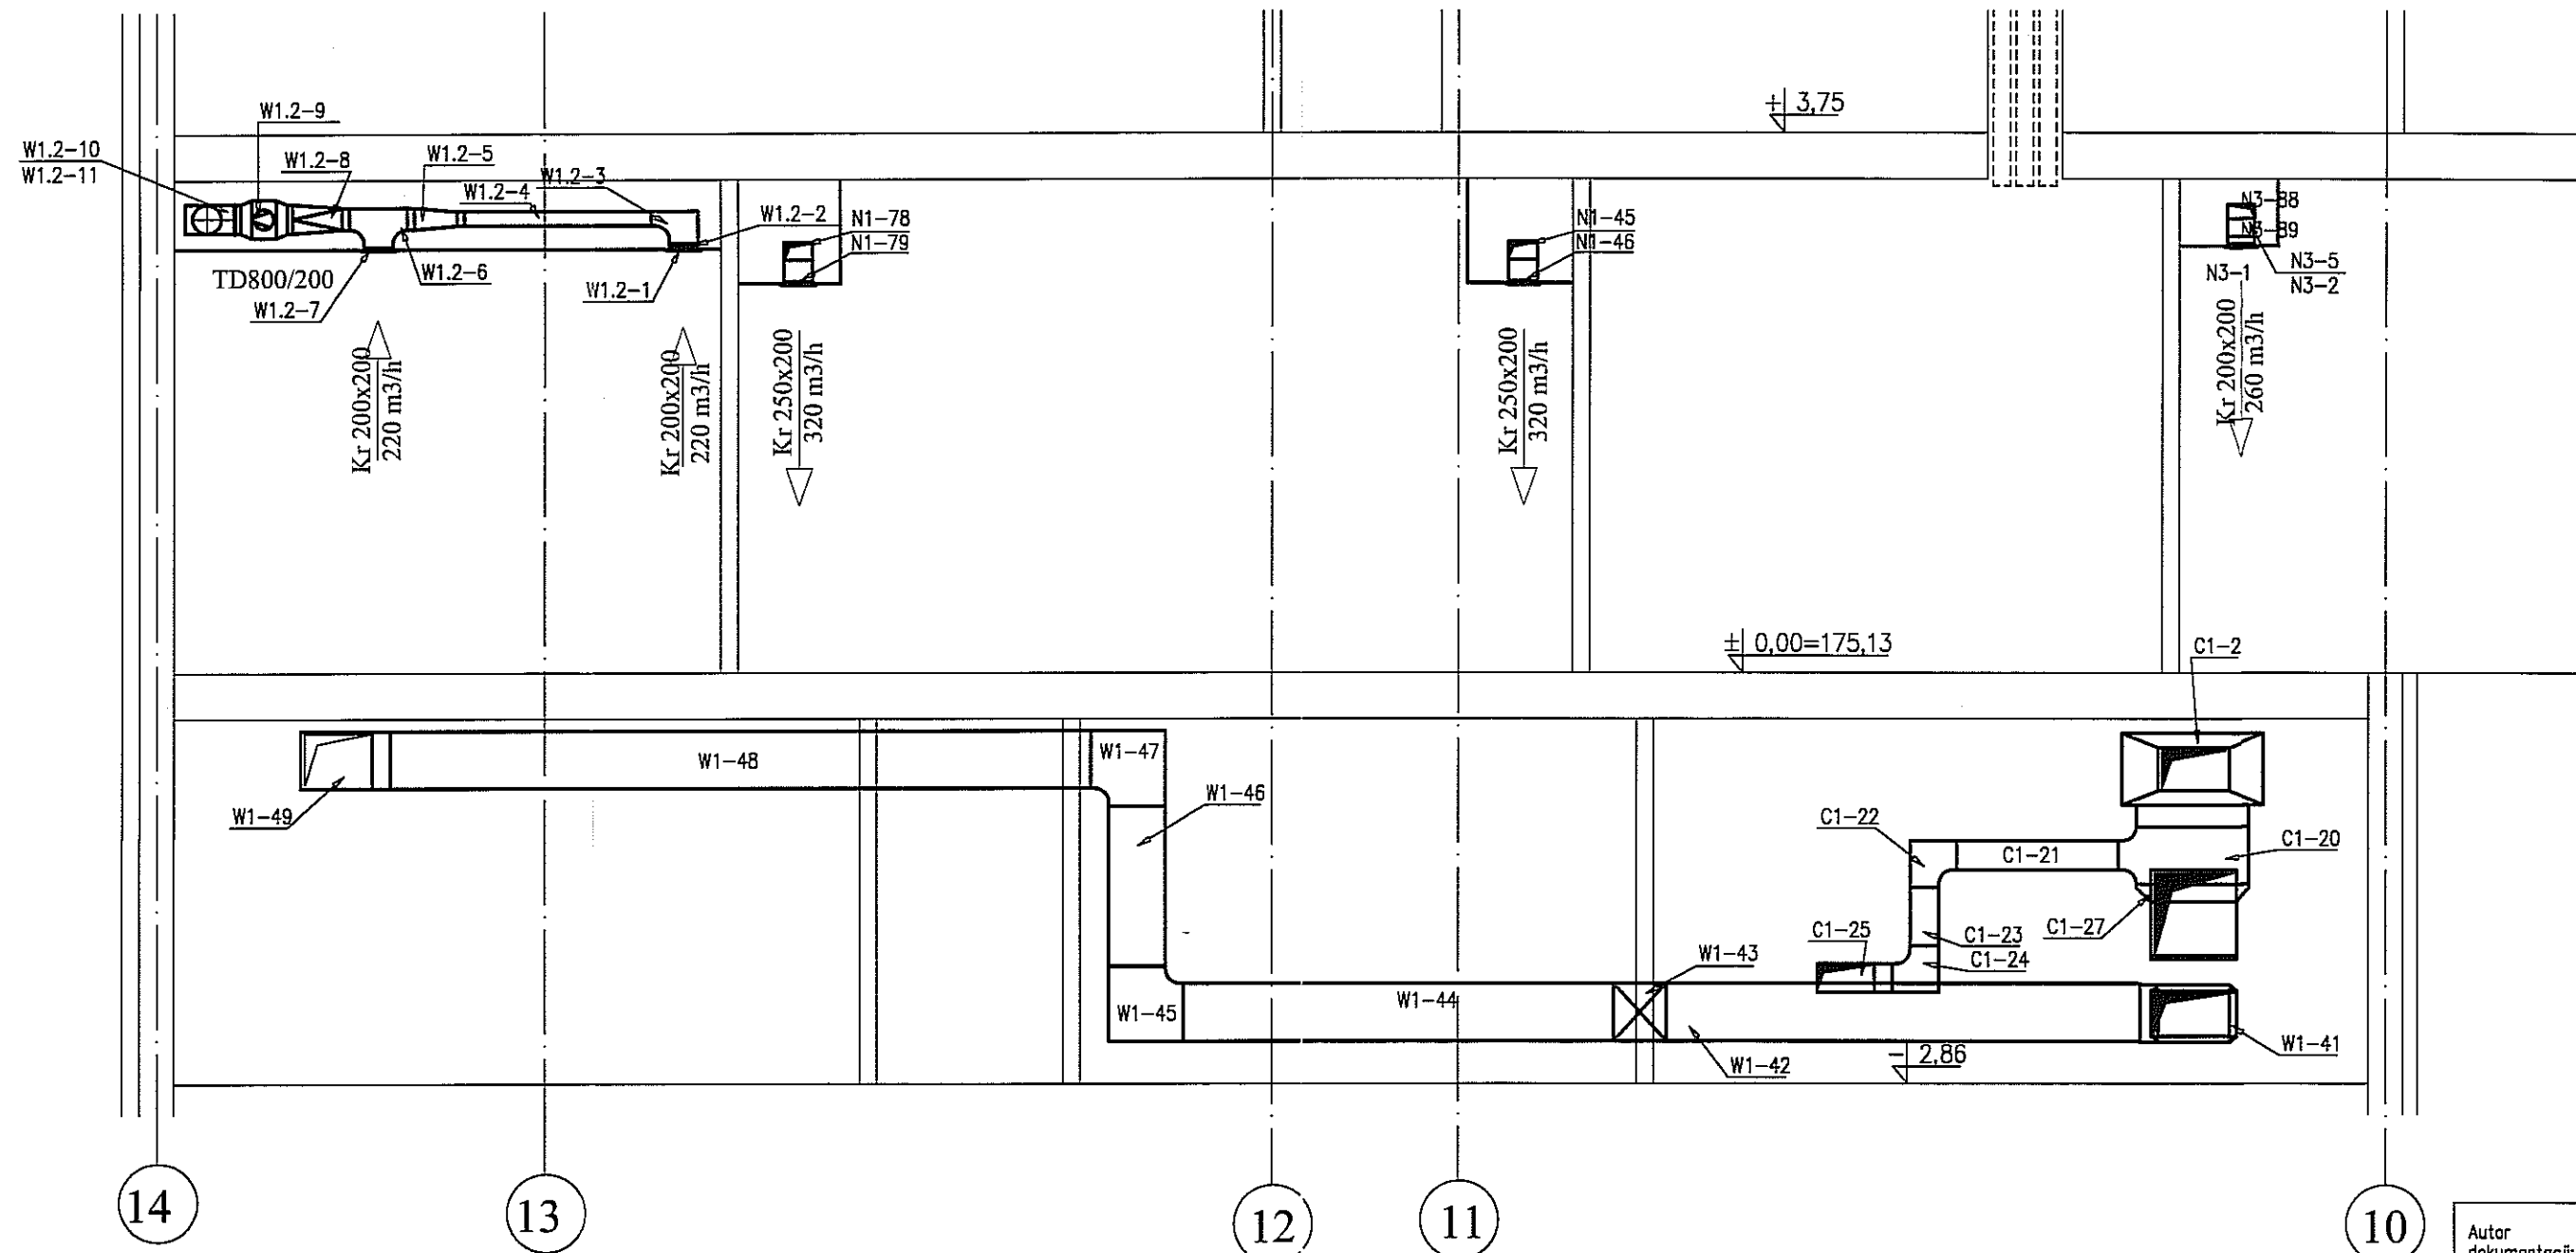 ± 3,75
W1.2-9
W1.2-10
W1.2-11
W1.2-8
W1.2-5
W1.2-4
W1.2-3
W1.2-2
N1-78
N1-79
N1-45
N1-46
N3-88
N3-89
N3-5
N3-2
N3-1
TD800/200
W1.2-7
W1.2-6
W1.2-1
Kr 200x200
220 m3/h
Kr 200x200
220 m3/h
Kr 250x200
320 m3/h
Kr 250x200
320 m3/h
Kr 200x200
260 m3/h
± 0,00=175,13
C1-2
W1-48
W1-47
W1-49
W1-46
C1-22
C1-21
C1-20
C1-25
C1-23
C1-24
C1-27
W1-43
W1-45
W1-44
W1-42
W1-41
- 2,86
14
13
12
11
10
Autor